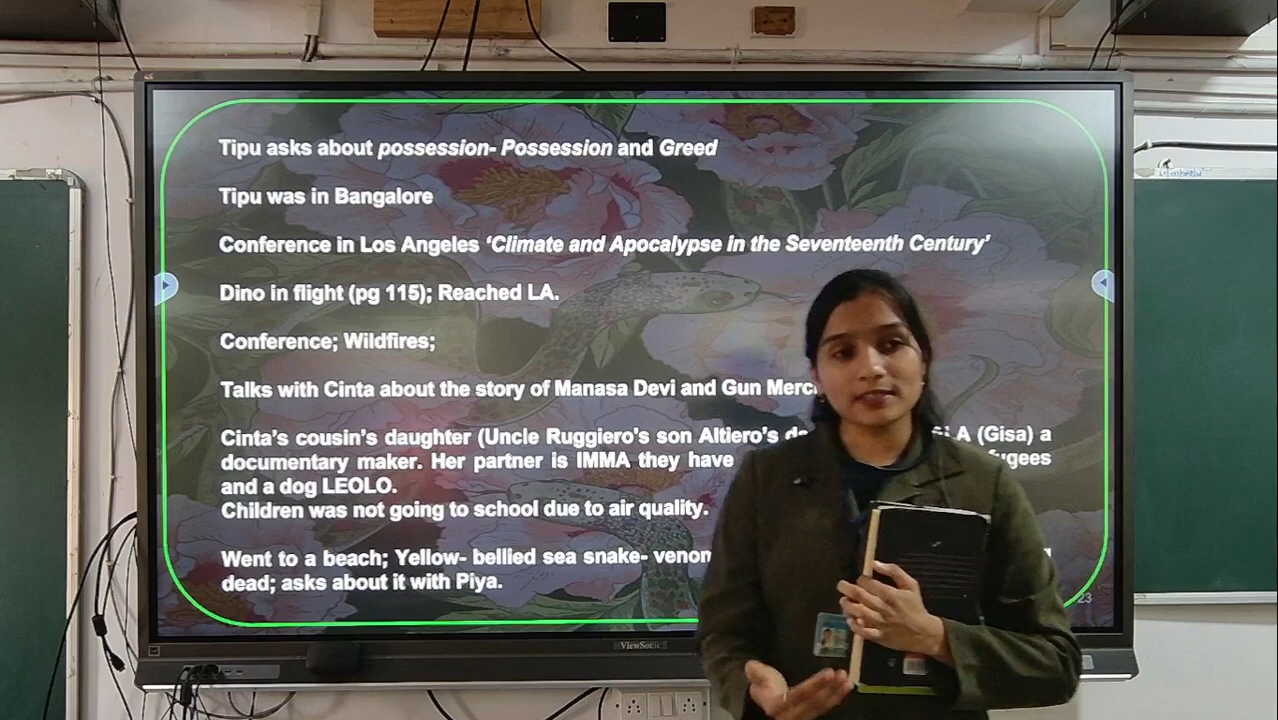 Tipu asks about possession- Possession and Greed
Tipu was in Bangalore
Conference in Los Angeles ‘Climate and Apocalypse in the Seventeenth Century’
Dino in flight (pg 115); Reached LA.
Conference; Wildfires;
Talks with Cinta about the story of Manasa Devi and Gun
Cinta’s cousin’s daughter (Uncle Ruggiero’s son Altiero’s A (Gisa) a
documentary maker. Her partner is IMMA they have
and a dog LEOLO.
Children was not going to school due to air quality.
Went to a beach; Yellow- bellied sea snake-
dead; asks about it with Piya.
23
ViewSonic